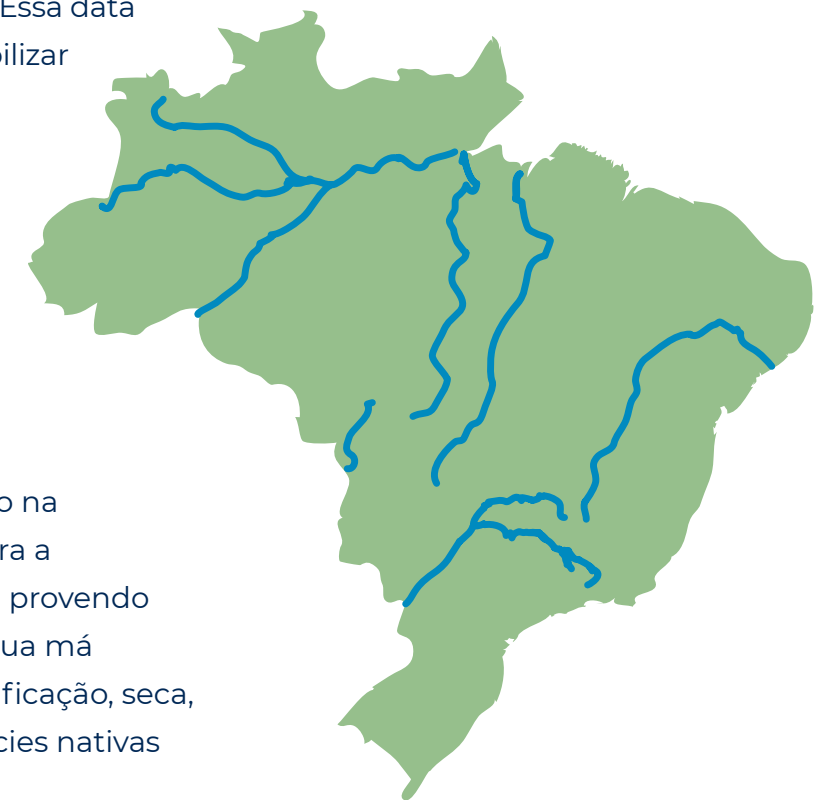 Essa data
bilizar
o na
ra a
provendo
ua má
ficação, seca,
cies nativas